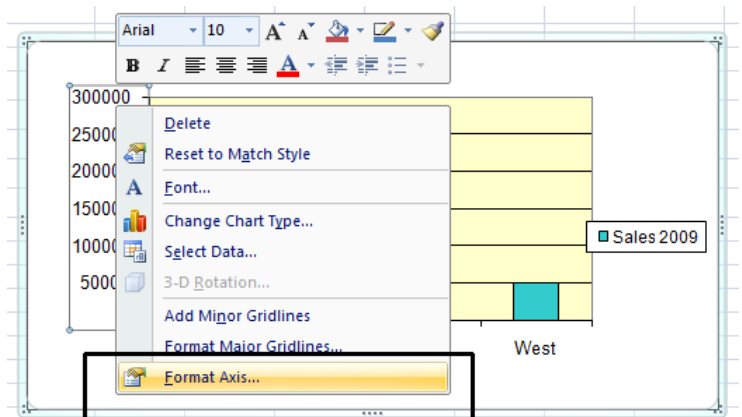 Arial 10 A A
B I A
300000
Delete
25000
Reset to Match Style
20000
A Font...
15000
Change Chart Type...
Sales 2009
10000
Select Data...
5000
3-D Rotation...
Add Minor Gridlines
Format Major Gridlines...
West
Format Axis...